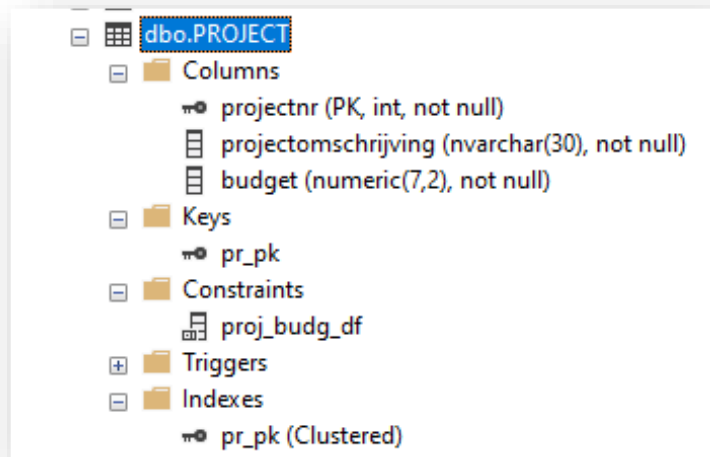 dbo.PROJECT
Columns
projectnr (PK, int, not null)
projectomschrijving (nvarchar(30), not null)
budget (numeric(7,2), not null)
Keys
pr_pk
Constraints
proj_budg_df
Triggers
Indexes
pr_pk (Clustered)